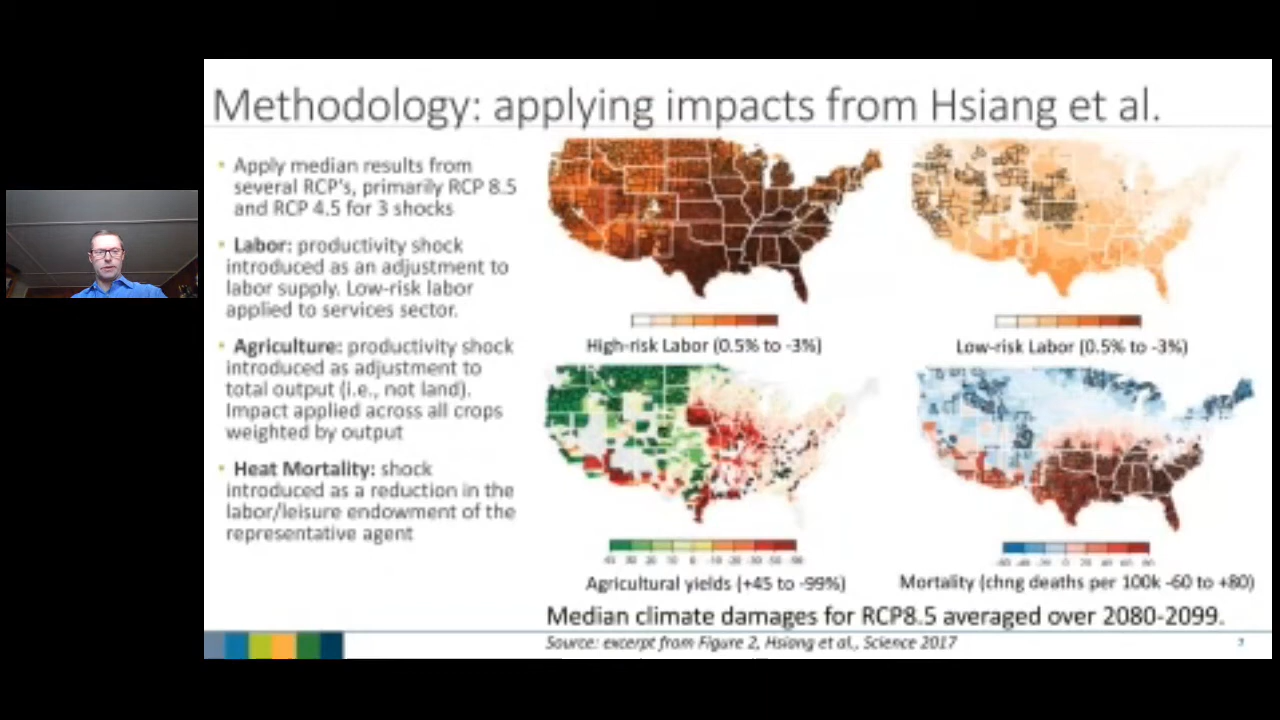 Methodology: applying impacts from Hsiang et al.
• Apply median results from
several RCP's, primarily RCP 8.5
and RCP 4.5 for 3 shocks
• Labor: productivity shock
introduced as an adjustment to
labor supply. Low-risk labor
applied to services sector.
• Agriculture: productivity shock
introduced as adjustment to
total output (i.e., not land).
Impact applied across all crops
weighted by output
• Heat Mortality: shock
introduced as a reduction in the
labor/leisure endowment of the
representative agent
High-risk Labor (0.5% to -3%)
Low-risk Labor (0.5% to -3%)
Agricultural yields (+45 to -99%)
Mortality (chng deaths per 100k -60 to +80)
Median climate damages for RCP8.5 averaged over 2080-2099.
Source: excerpt from Figure 2, Hsiang et al., Science 2017